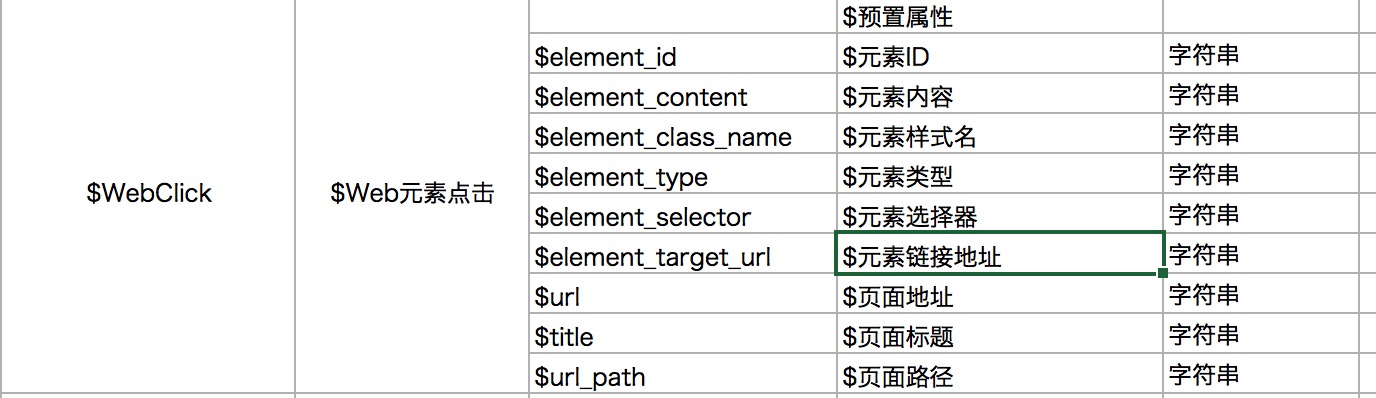 $预置属性
$element_id $元素ID 字符串
$element_content $元素内容 字符串
$element_class_name $元素样式名 字符串
$element_type $元素类型 字符串
$WebClick $Web元素点击
$element_selector $元素选择器 字符串
$element_target_url $元素链接地址 字符串
$url $页面地址 字符串
$title $页面标题 字符串
$url_path $页面路径 字符串